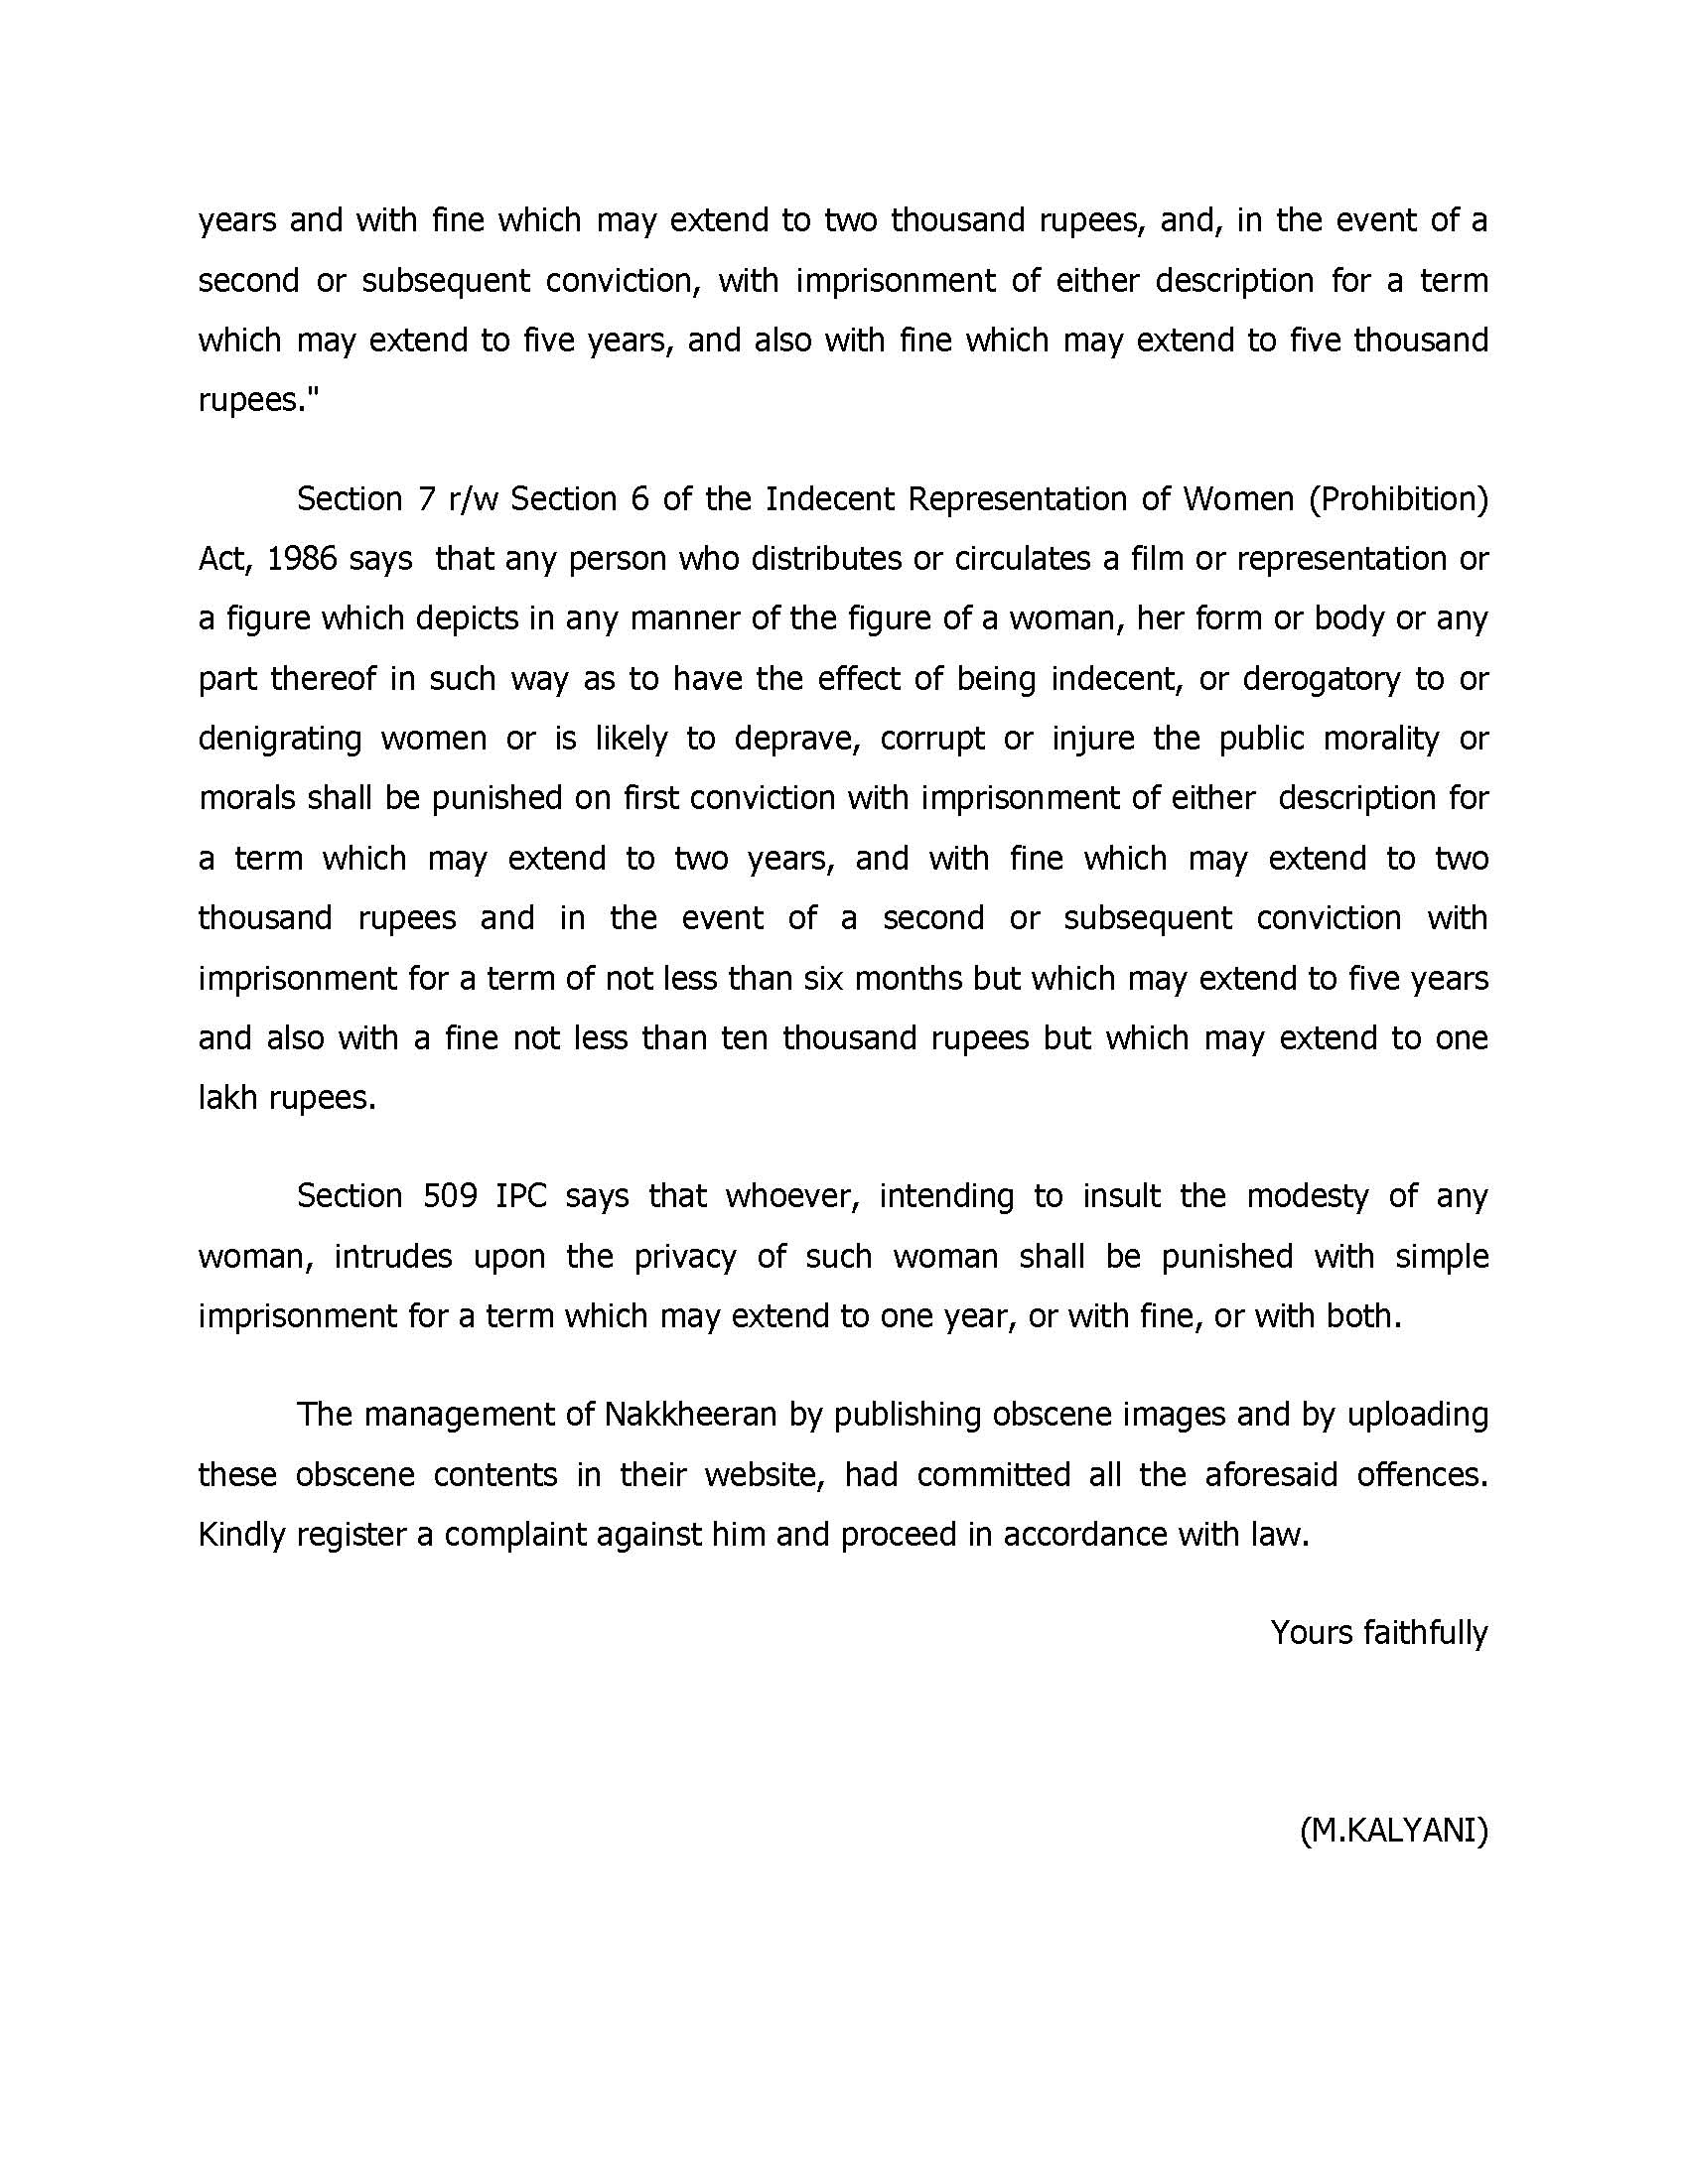 years and with fine which may extend to two thousand rupees, and, in the event of a
second or subsequent conviction, with imprisonment of either description for a term
which may extend to five years, and also with fine which may extend to five thousand
rupees."
Section 7 r/w Section 6 of the Indecent Representation of Women (Prohibition)
Act, 1986 says that any person who distributes or circulates a film or representation or
a figure which depicts in any manner of the figure of a woman, her form or body or any
part thereof in such way as to have the effect of being indecent, or derogatory to or
denigrating women or is likely to deprave, corrupt or injure the public morality or
morals shall be punished on first conviction with imprisonment of either description for
a term which may extend to two years, and with fine which may extend to two
thousand rupees and in the event of a second or subsequent conviction with
imprisonment for a term of not less than six months but which may extend to five years
and also with a fine not less than ten thousand rupees but which may extend to one
lakh rupees.
Section 509 IPC says that whoever, intending to insult the modesty of any
woman, intrudes upon the privacy of such woman shall be punished with simple
imprisonment for a term which may extend to one year, or with fine, or with both.
The management of Nakkheeran by publishing obscene images and by uploading
these obscene contents in their website, had committed all the aforesaid offences.
Kindly register a complaint against him and proceed in accordance with law.
Yours faithfully
(M.KALYANI)